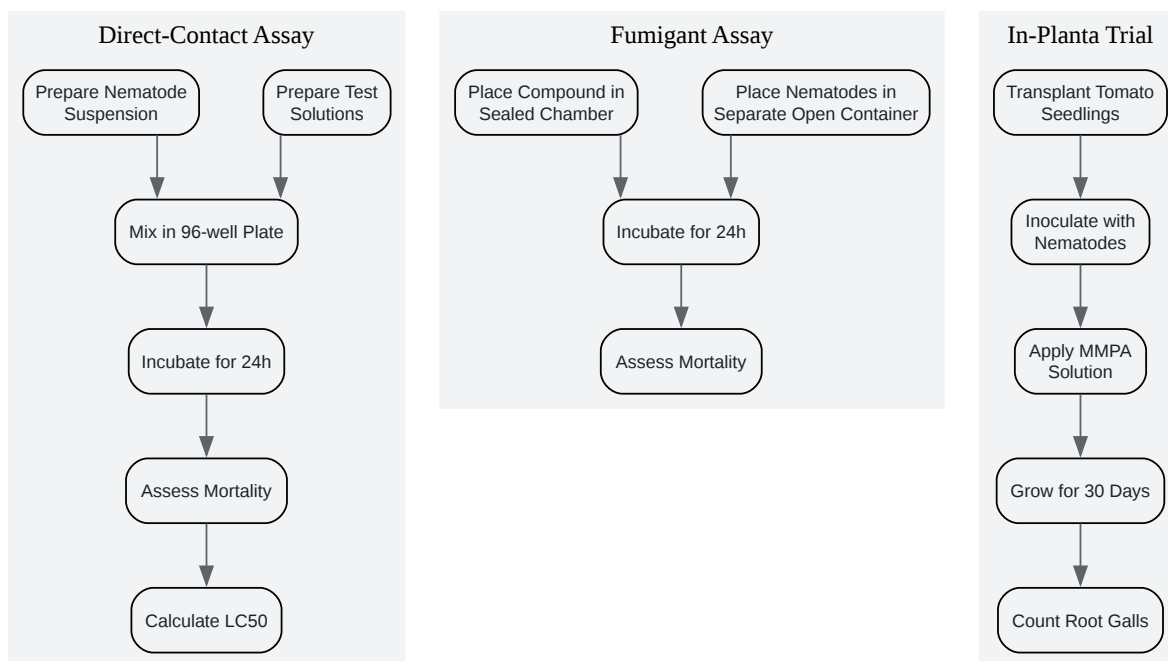 Direct-Contact Assay
Prepare Nematode
Suspension
Prepare Test
Solutions
Mix in 96-well Plate
Incubate for 24h
Assess Mortality
Calculate LC50
Fumigant Assay
Place Compound in
Sealed Chamber
Place Nematodes in
Separate Open Container
Incubate for 24h
Assess Mortality
In-Planta Trial
Transplant Tomato
Seedlings
Inoculate with
Nematodes
Apply MMPA
Solution
Grow for 30 Days
Count Root Galls